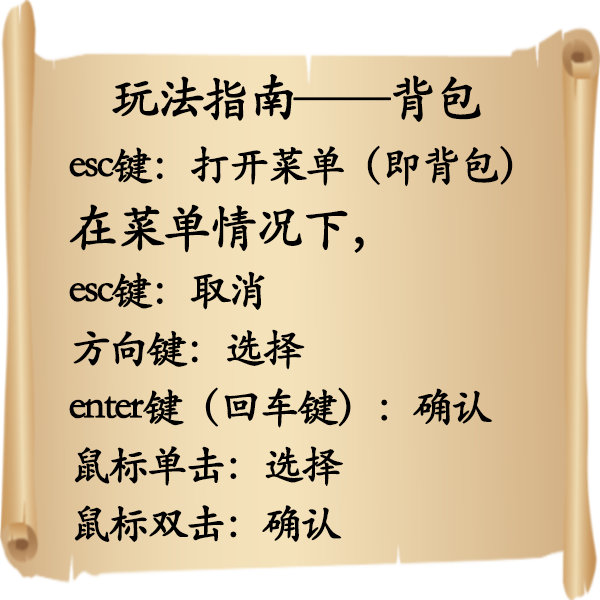 玩法指南——背包
esc键：打开菜单（即背包）
在菜单情况下，
esc键：取消
方向键：选择
enter键（回车键）：确认
鼠标单击：选择
鼠标双击：确认